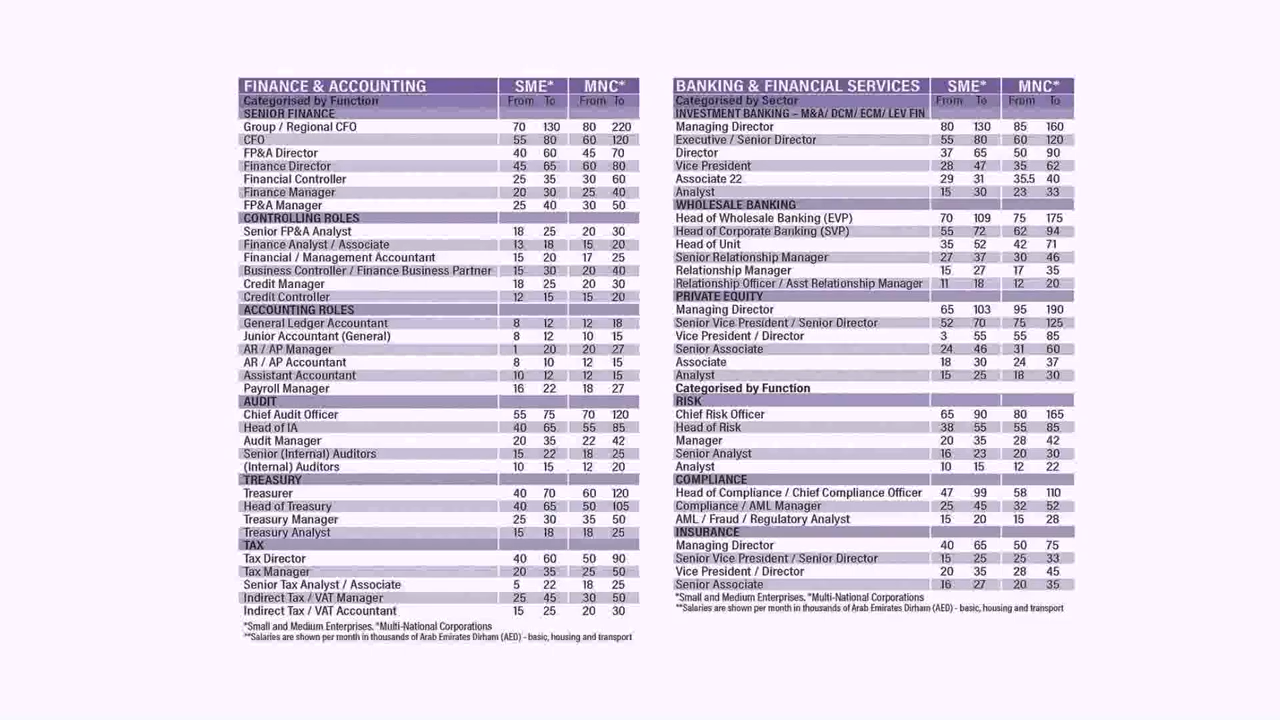 FINANCE & ACCOUNTING SME* MNC*
Categorised by Function From To From To
SENIOR FINANCE
Group / Regional CFO 70 130 80 220
CFO 55 80 60 120
FP&A Director 40 60 45 70
Finance Director 45 65 60 80
Financial Controller 25 35 30 60
Finance Manager 20 30 25 40
FP&A Manager 25 40 30 50
CONTROLLING ROLES
Senior FP&A Analyst 18 25 20 30
Finance Analyst / Associate 13 18 15 20
Financial / Management Accountant 15 20 17 25
Business Controller / Finance Business Partner 15 30 20 40
Credit Manager 18 25 20 30
Credit Controller 12 15 15 20
ACCOUNTING ROLES
General Ledger Accountant 8 12 12 18
Junior Accountant (General) 8 12 10 15
AR / AP Manager 1 20 20 27
AR / AP Accountant 8 10 12 15
Assistant Accountant 10 12 12 15
Payroll Manager 16 22 18 27
AUDIT
Chief Audit Officer 55 75 70 120
Head of IA 40 65 55 85
Audit Manager 20 35 22 42
Senior (Internal) Auditors 15 22 18 25
(Internal) Auditors 10 15 12 20
TREASURY
Treasurer 40 70 60 120
Head of Treasury 40 65 50 105
Treasury Manager 25 30 35 50
Treasury Analyst 15 18 18 25
TAX
Tax Director 40 60 50 90
Tax Manager 20 35 25 50
Senior Tax Analyst / Associate 5 22 18 25
Indirect Tax / VAT Manager 25 45 30 50
Indirect Tax / VAT Accountant 15 25 20 30
*Small and Medium Enterprises. *Multi-National Corporations
**Salaries are shown per month in thousands of Arab Emirates Dirham (AED) - basic, housing and transport
BANKING & FINANCIAL SERVICES SME* MNC*
Categorised by Sector From To From To
INVESTMENT BANKING – M&A/ DCM/ ECM/ LEV FIN
Managing Director 80 130 85 160
Executive / Senior Director 55 80 60 120
Director 37 65 50 90
Vice President 28 47 35 62
Associate 22 29 31 35.5 40
Analyst 15 30 23 33
WHOLESALE BANKING
Head of Wholesale Banking (EVP) 70 109 75 175
Head of Corporate Banking (SVP) 55 72 62 94
Head of Unit 35 52 42 71
Senior Relationship Manager 27 37 30 46
Relationship Manager 15 27 17 35
Relationship Officer / Asst Relationship Manager 11 18 12 20
PRIVATE EQUITY
Managing Director 65 103 95 190
Senior Vice President / Senior Director 52 70 75 125
Vice President / Director 3 55 55 85
Senior Associate 24 46 31 60
Associate 18 30 24 37
Analyst 15 25 18 30
Categorised by Function
RISK
Chief Risk Officer 65 90 80 165
Head of Risk 38 55 55 85
Manager 20 35 28 42
Senior Analyst 16 23 20 30
Analyst 10 15 12 22
COMPLIANCE
Head of Compliance / Chief Compliance Officer 47 99 58 110
Compliance / AML Manager 25 45 32 52
AML / Fraud / Regulatory Analyst 15 20 15 28
INSURANCE
Managing Director 40 65 50 75
Senior Vice President / Senior Director 15 25 25 33
Vice President / Director 20 35 28 45
Senior Associate 16 27 20 35
*Small and Medium Enterprises. *Multi-National Corporations
**Salaries are shown per month in thousands of Arab Emirates Dirham (AED) - basic, housing and transport